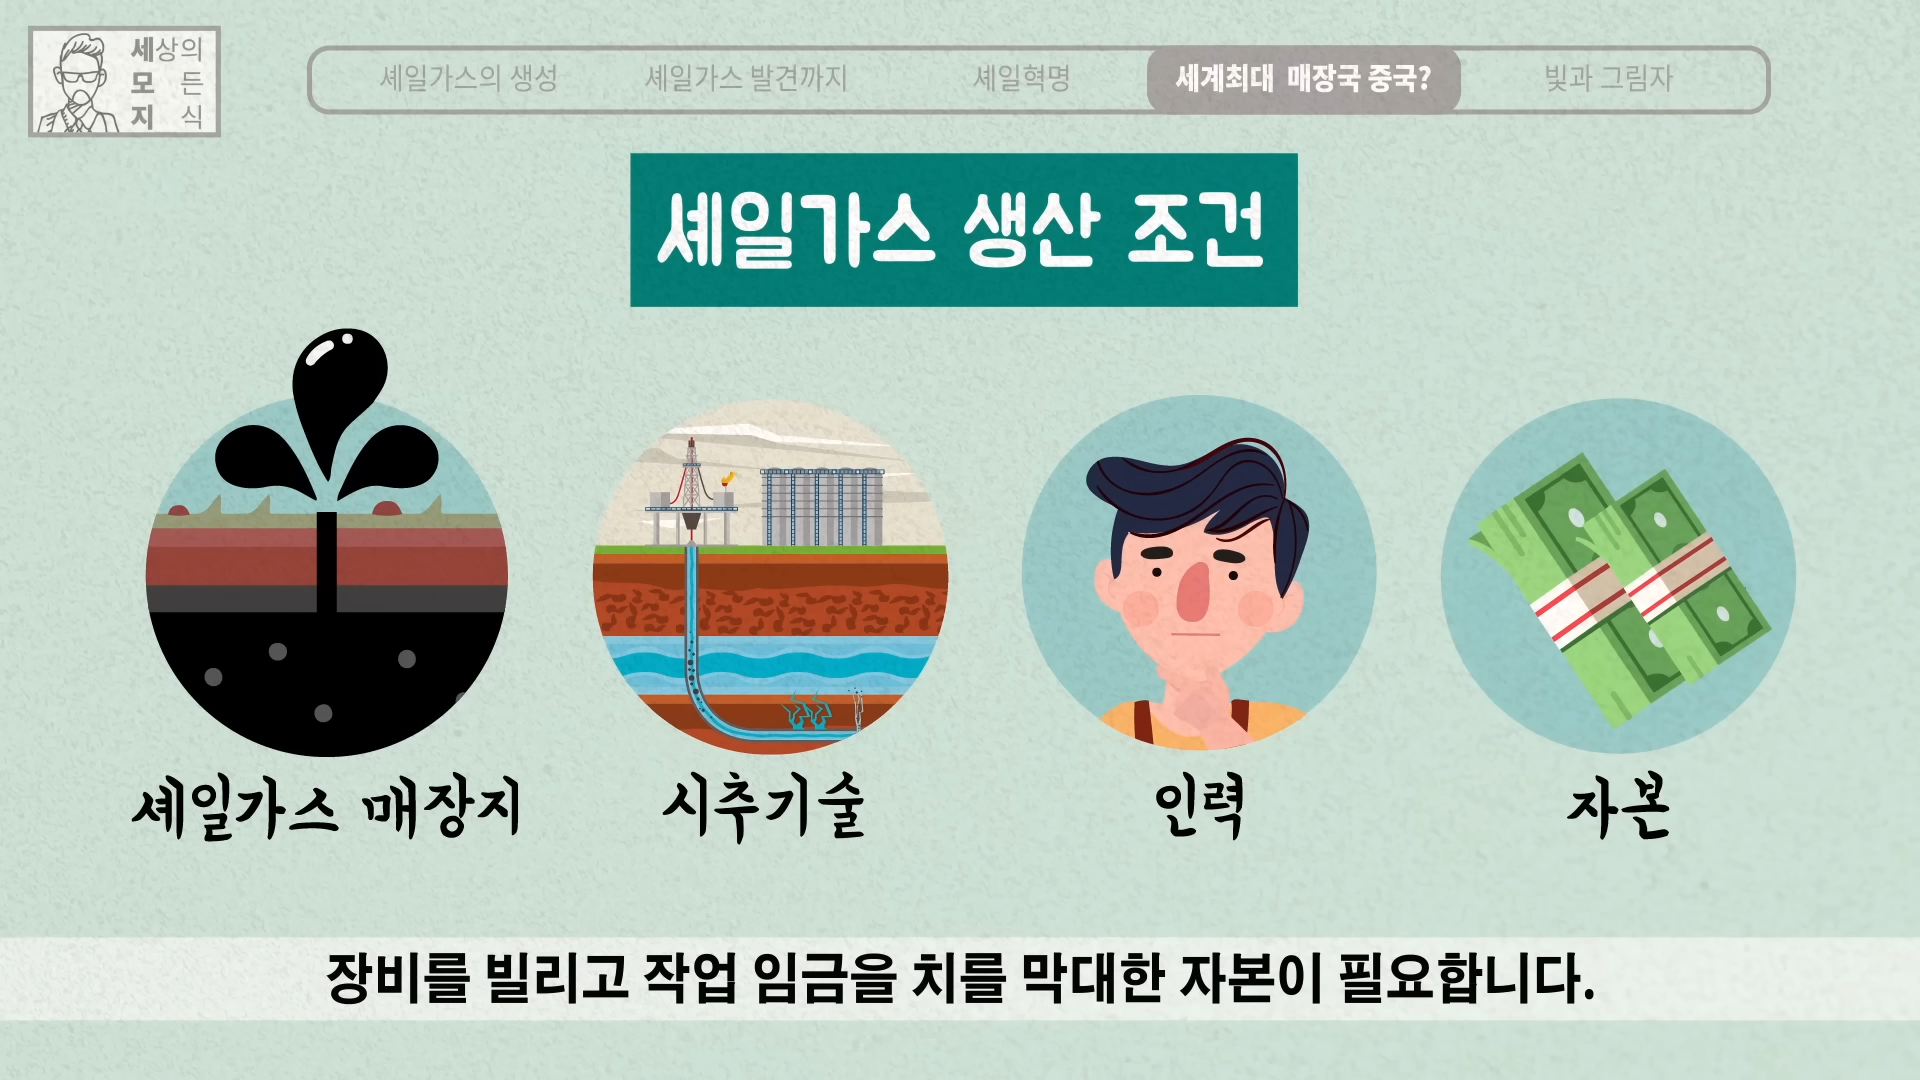 세상의
모든
지식
셰일가스의 생성
셰일가스 발견까지
셰일혁명
세계최대 매장국 중국?
빛과 그림자
셰일가스 생산 조건
셰일가스 매장지
시추기술
인력
자본
장비를 빌리고 작업 임금을 치를 막대한 자본이 필요합니다.